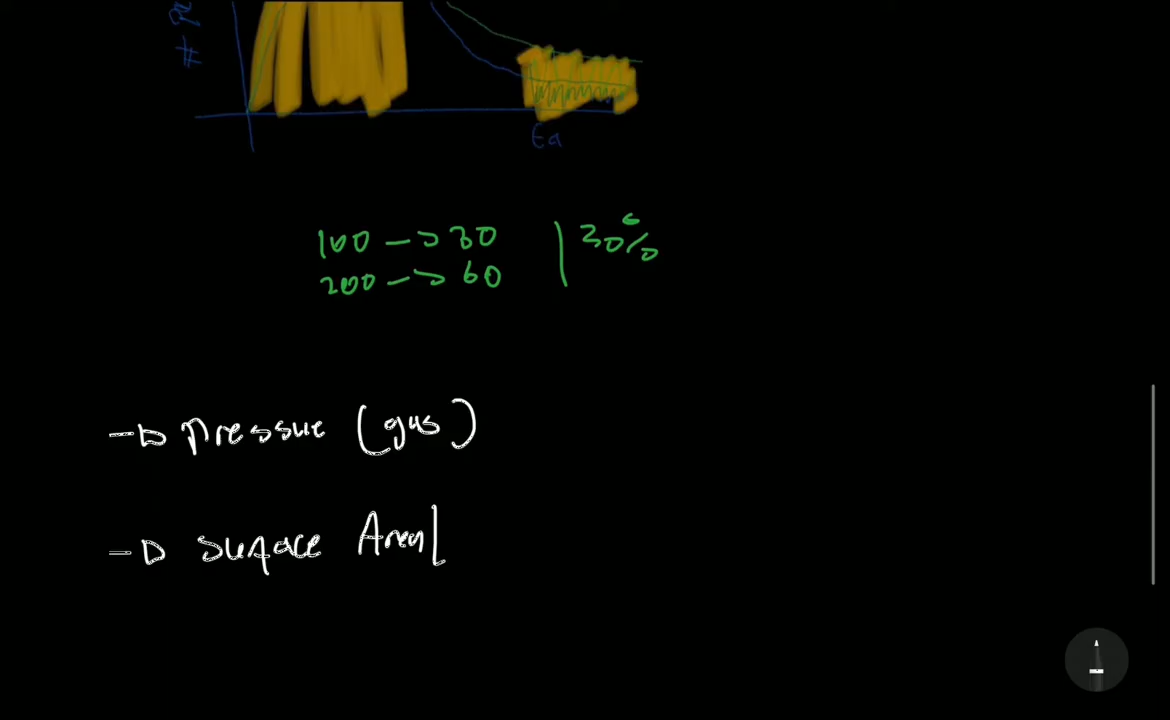 #
Ea
100 → 30 | 30%
200 → 60
→ pressure (gas)
→ Surface Area